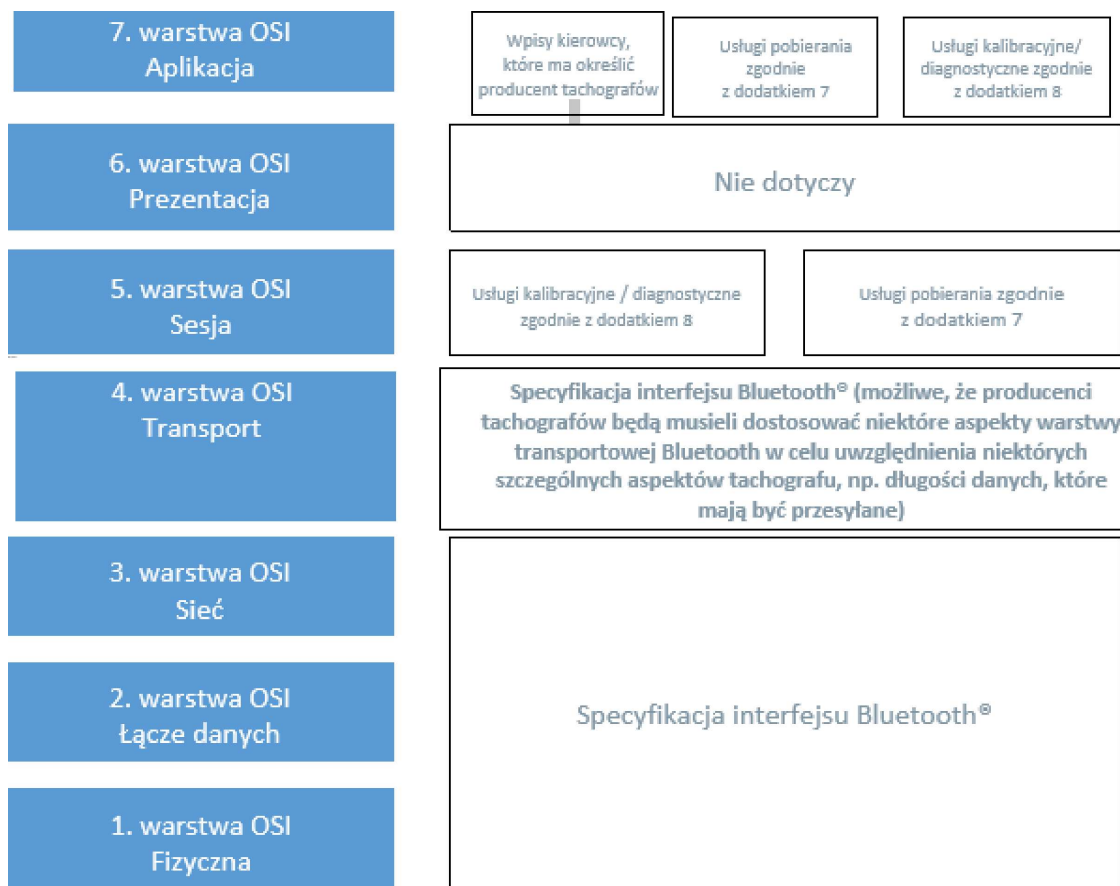 7. warstwa OSI
Aplikacja
Wpisy kierowcy,
które ma określić
producent tachografów
Usługi pobierania
zgodnie
z dodatkiem 7
Usługi kalibracyjne/
diagnostyczne zgodnie
z dodatkiem 8
6. warstwa OSI
Prezentacja
Nie dotyczy
5. warstwa OSI
Sesja
Usługi kalibracyjne / diagnostyczne
zgodnie z dodatkiem 8
Usługi pobierania zgodnie
z dodatkiem 7
4. warstwa OSI
Transport
Specyfikacja interfejsu Bluetooth® (możliwe, że producenci
tachografów będą musieli dostosować niektóre aspekty warstwy
transportowej Bluetooth w celu uwzględnienia niektórych
szczególnych aspektów tachografu, np. długości danych, które
mają być przesyłane)
3. warstwa OSI
Sieć
2. warstwa OSI
Łącze danych
Specyfikacja interfejsu Bluetooth®
1. warstwa OSI
Fizyczna